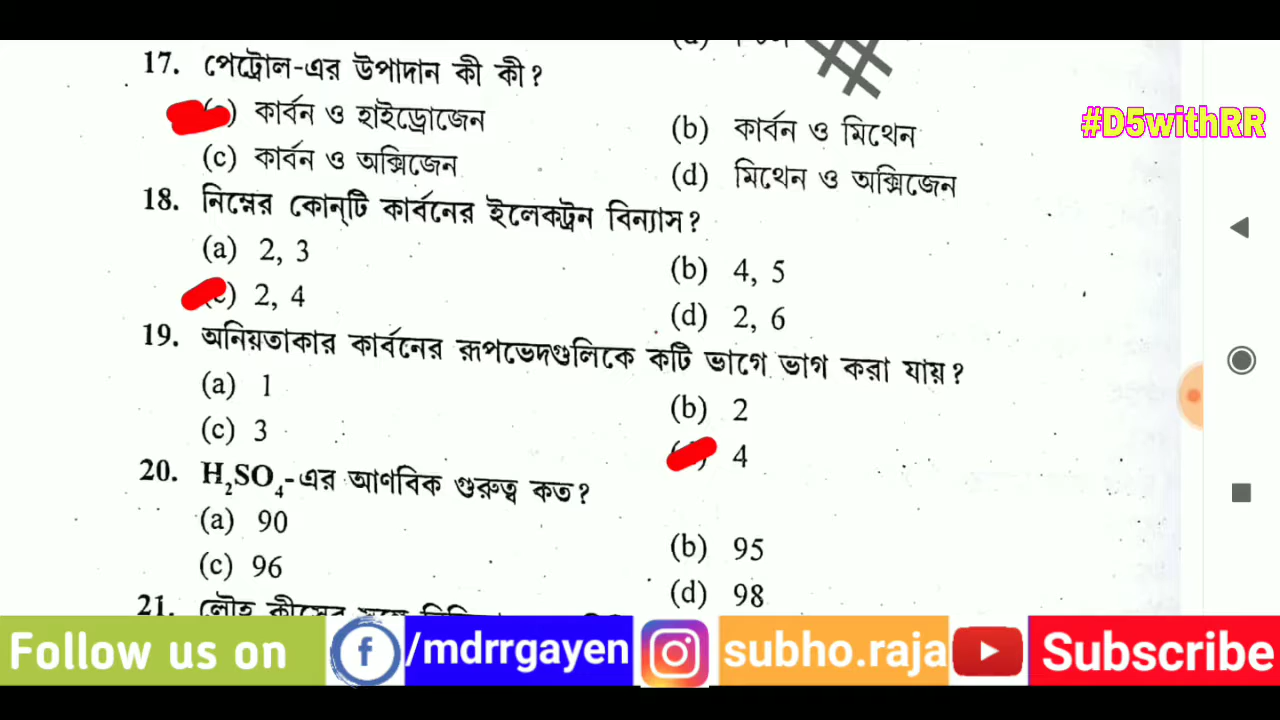 17. পেট্রোল-এর উপাদান কী কী?
কার্বন ও হাইড্রোজেন
(b) কার্বন ও মিথেন
#D5withRR
(c) কার্বন ও অক্সিজেন
(d) মিথেন ও অক্সিজেন
18. নিম্নের কোন্‌টি কার্বনের ইলেকট্রন বিন্যাস?
(a) 2, 3
(b) 4, 5
2, 4
(d) 2, 6
19. অনিয়তাকার কার্বনের রূপভেদগুলিকে কটি ভাগে ভাগ করা যায়?
(a) 1
(b) 2
(c) 3
4
20. H₂SO₄-এর আণবিক গুরুত্ব কত?
(a) 90
(b) 95
(c) 96
(d) 98
21.
Follow us on f /mdrrgayen subho.raja Subscribe